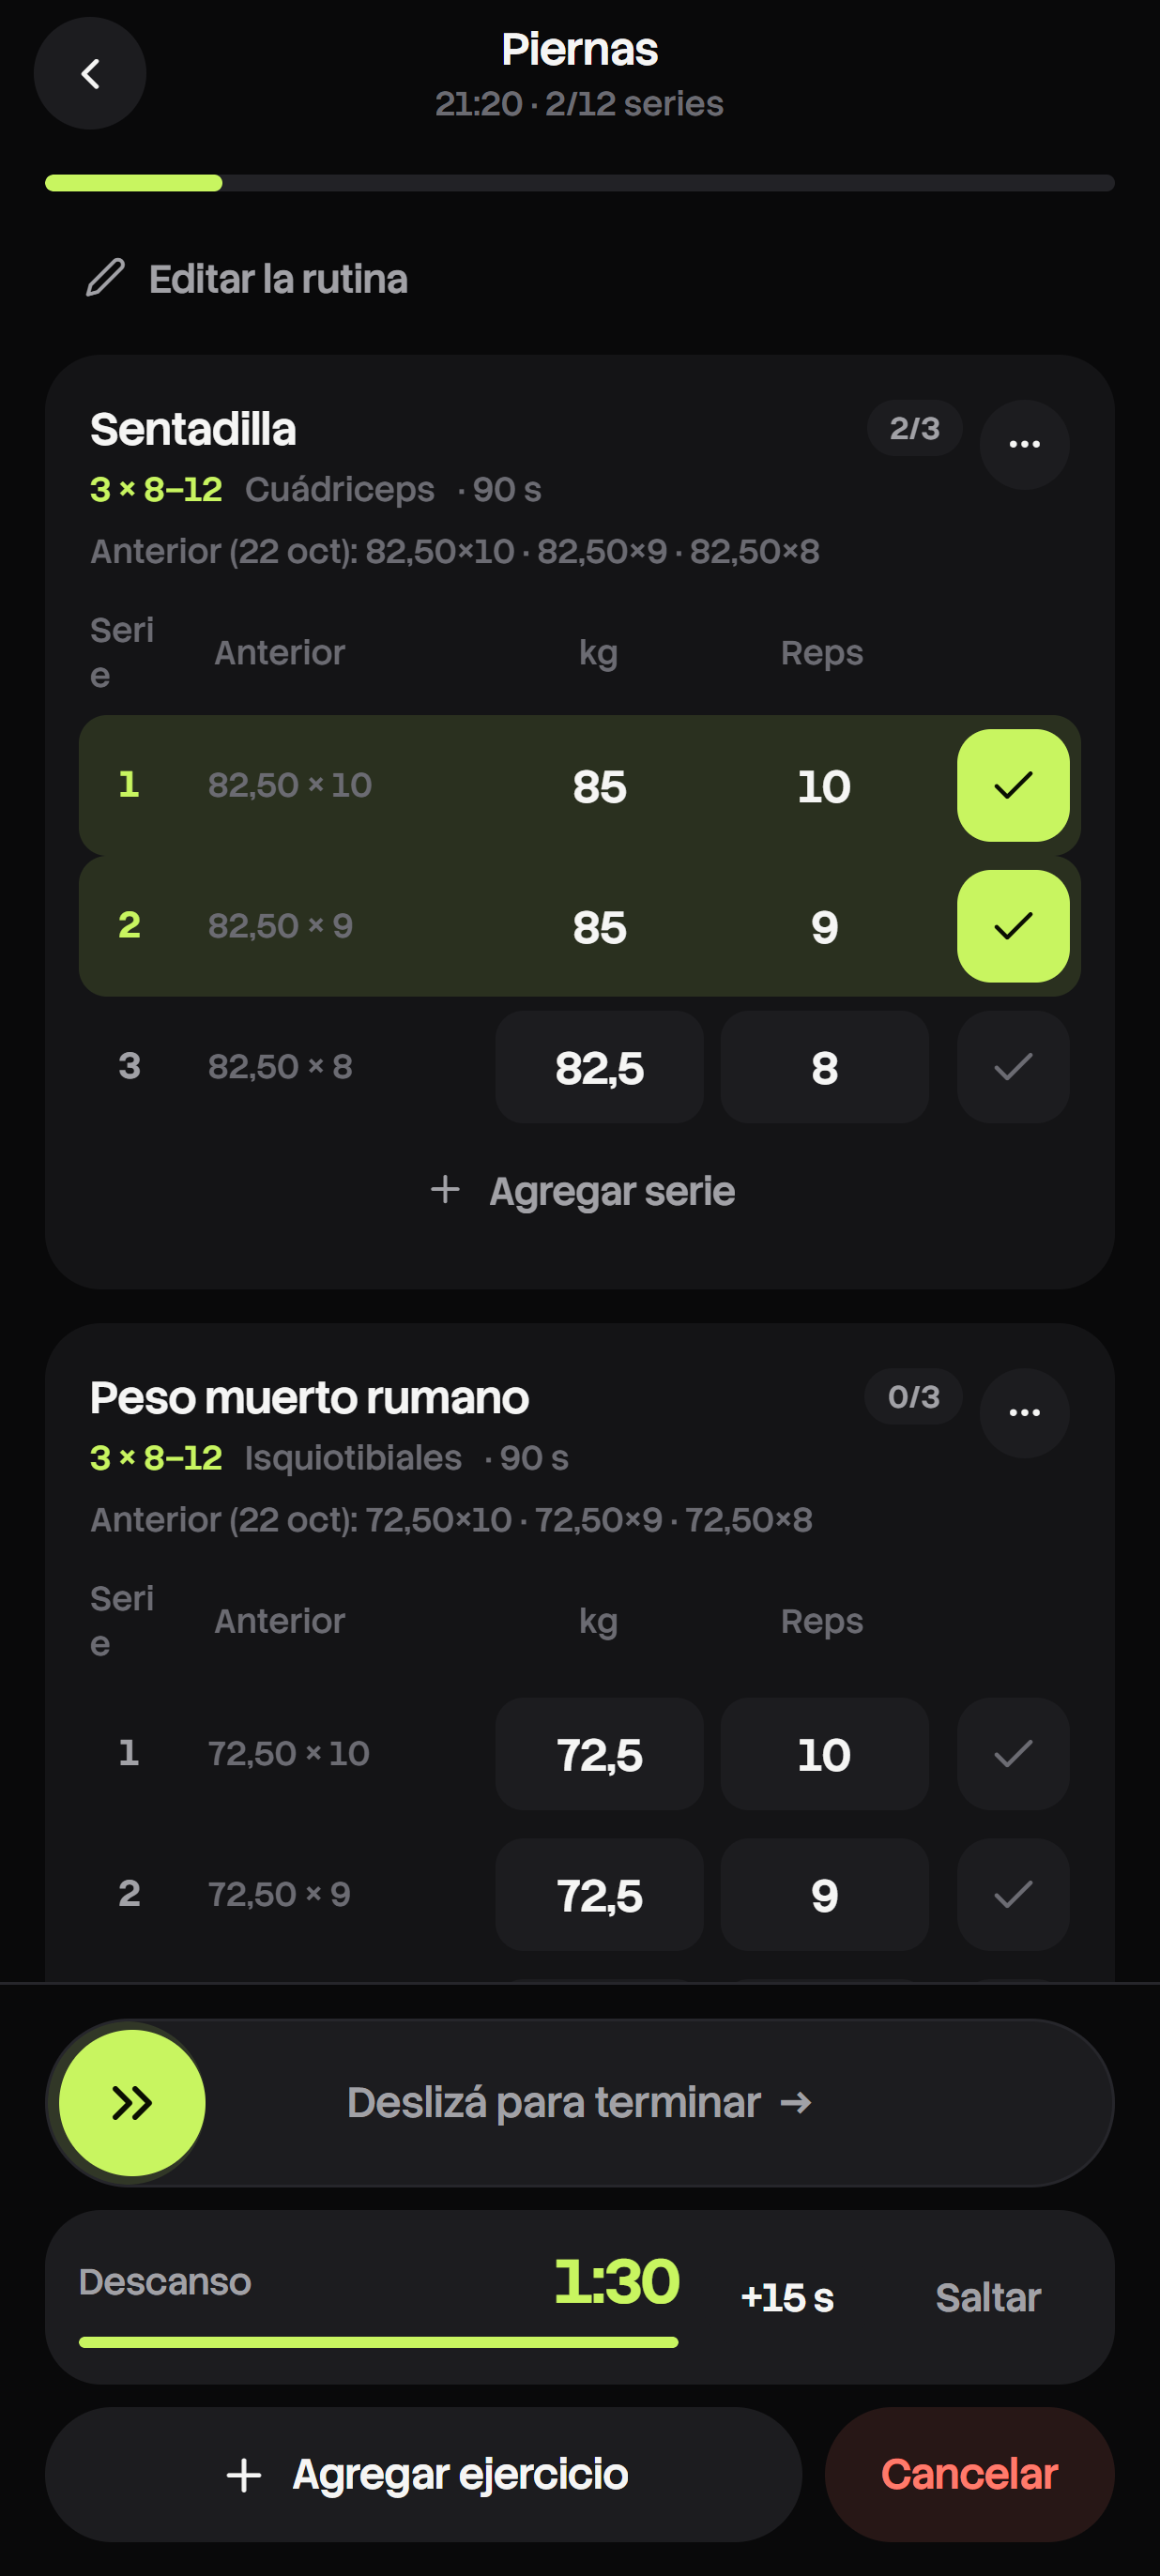 Piernas
21:20 · 2/12 series
Editar la rutina
Sentadilla
2/3
3 × 8–12 Cuádriceps · 90 s
Anterior (22 oct): 82,50×10 · 82,50×9 · 82,50×8
Seri
e
Anterior kg Reps
1 82,50 × 10 85 10
2 82,50 × 9 85 9
3 82,50 × 8 82,5 8
+ Agregar serie
Peso muerto rumano
0/3
3 × 8–12 Isquiotibiales · 90 s
Anterior (22 oct): 72,50×10 · 72,50×9 · 72,50×8
Seri
e
Anterior kg Reps
1 72,50 × 10 72,5 10
2 72,50 × 9 72,5 9
Deslizá para terminar →
Descanso 1:30 +15 s Saltar
+ Agregar ejercicio Cancelar